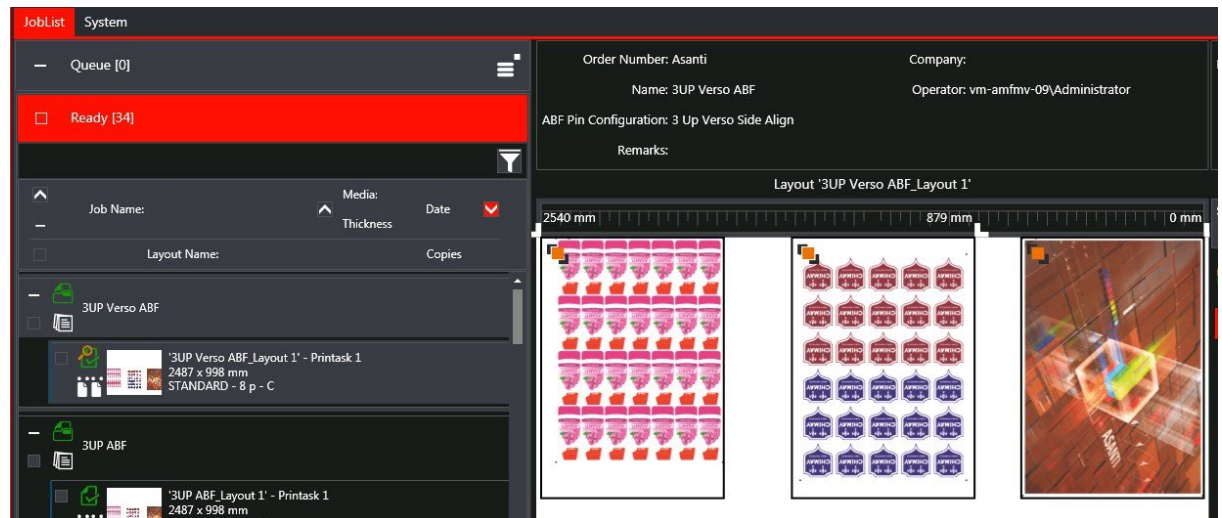 JobList System
Queue [0]
Ready [34]
Media:
Job Name:
Date
Thickness
Layout Name:
Copies
3UP Verso ABF
'3UP Verso ABF_Layout 1' - Printask 1
2487 x 998 mm
STANDARD - 8 p - C
3UP ABF
'3UP ABF_Layout 1' - Printask 1
2487 x 998 mm
Order Number: Asanti
Company:
Name: 3UP Verso ABF
Operator: vm-amfmv-09\Administrator
ABF Pin Configuration: 3 Up Verso Side Align
Remarks:
Layout '3UP Verso ABF_Layout 1'
2540 mm 879 mm 0 mm
ASANTI